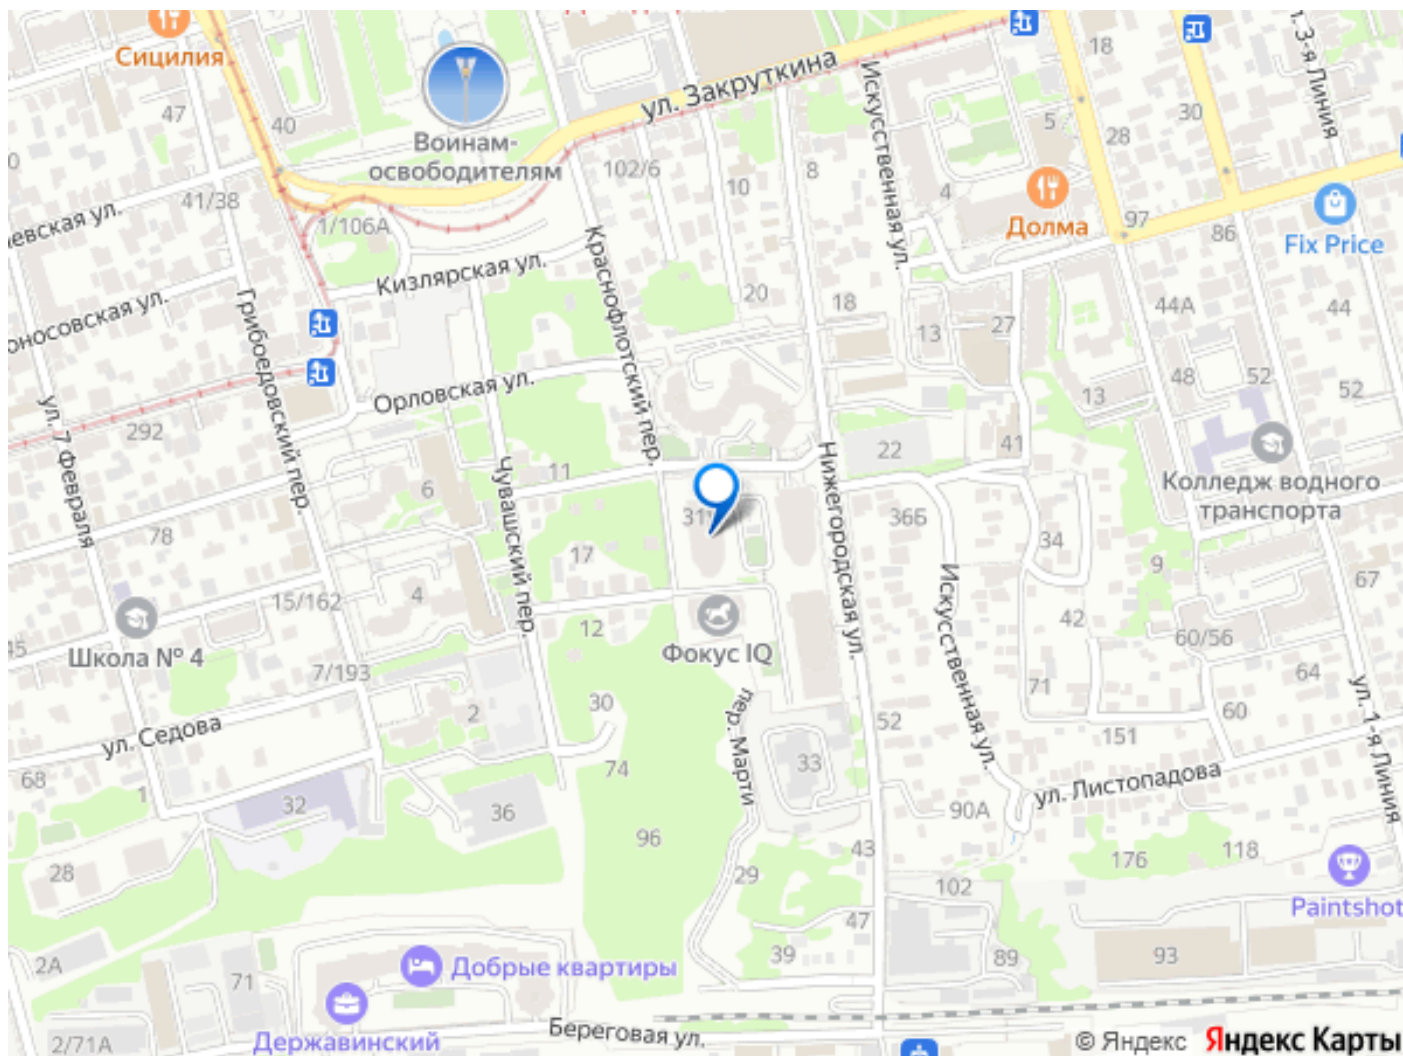 Сицилия
47
40
Воинам-
освободителям
ул. Закруткина
Искусственная ул.
18
30
3-я Линия
5
28
102/6
10
8
4
Долма
97
86
Fix Price
41/38
1/106А
евская ул.
Кизлярская ул.
Краснофлотский пер.
20
18
13
27
44А
44
оносовская ул.
Грибоедовский пер.
Орловская ул.
292
ул. 7 Февраля
48
52
52
13
41
22
11
6
Чувашский пер.
Нижегородская ул.
Колледж водного
транспорта
78
31
36Б
34
9
17
67
15/162
4
12
Фокус IQ
Искусственная ул.
42
60/56
45
Школа № 4
7/193
64
71
30
2
пер. Марти
52
60
151
ул. 1-я Линия
ул. Седова
68
1
74
33
ул. Листопадова
32
36
90А
96
43
176
118
28
29
102
Paintshot
47
39
89
93
2А
71
Добрые квартиры
Державинский
Береговая ул.
2/71А
© Яндекс Яндекс Карты